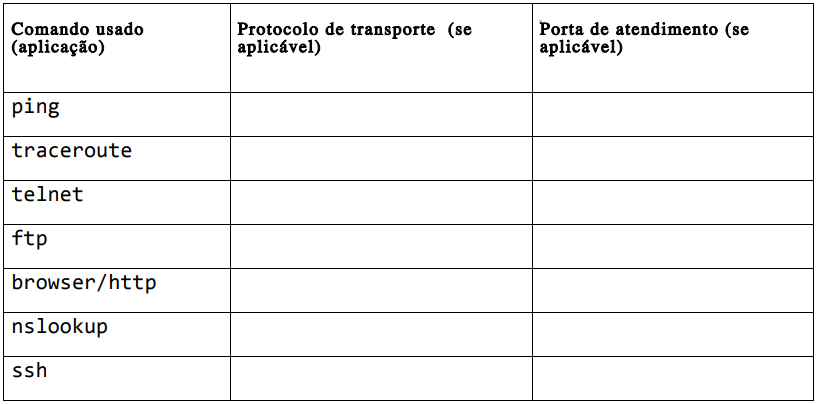 Comando usado
(aplicação)
Protocolo de transporte (se
aplicável)
Porta de atendimento (se
aplicável)
ping
traceroute
telnet
ftp
browser/http
nslookup
ssh